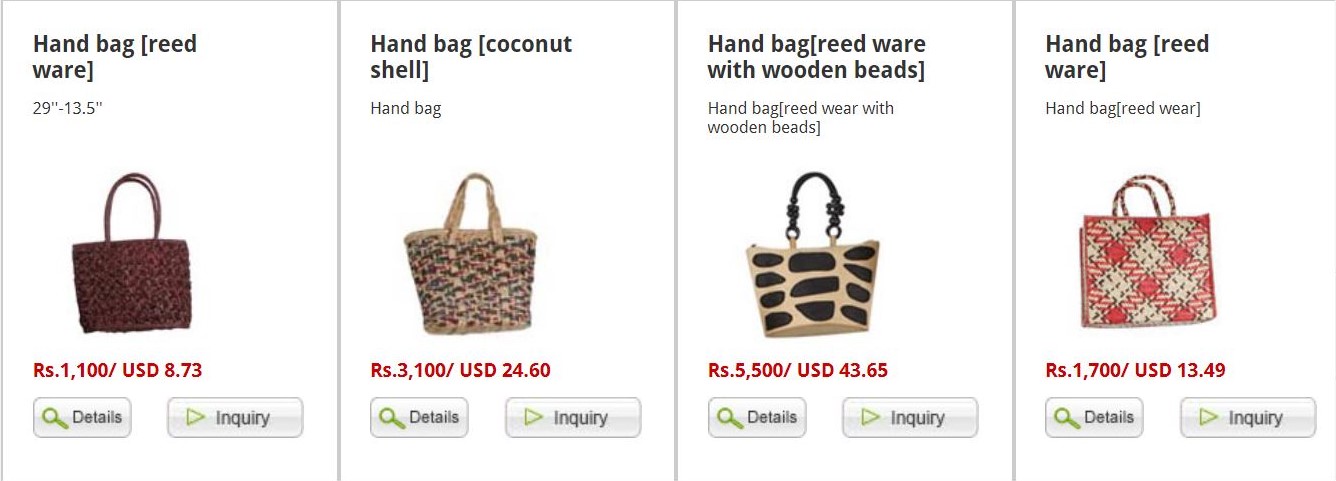 Hand bag [reed
ware]
29''-13.5''
Rs.1,100/ USD 8.73
Details
Inquiry
Hand bag [coconut
shell]
Hand bag
Rs.3,100/ USD 24.60
Details
Inquiry
Hand bag[reed ware
with wooden beads]
Hand bag[reed wear with
wooden beads]
Rs.5,500/ USD 43.65
Details
Inquiry
Hand bag [reed
ware]
Hand bag[reed wear]
Rs.1,700/ USD 13.49
Details
Inquiry